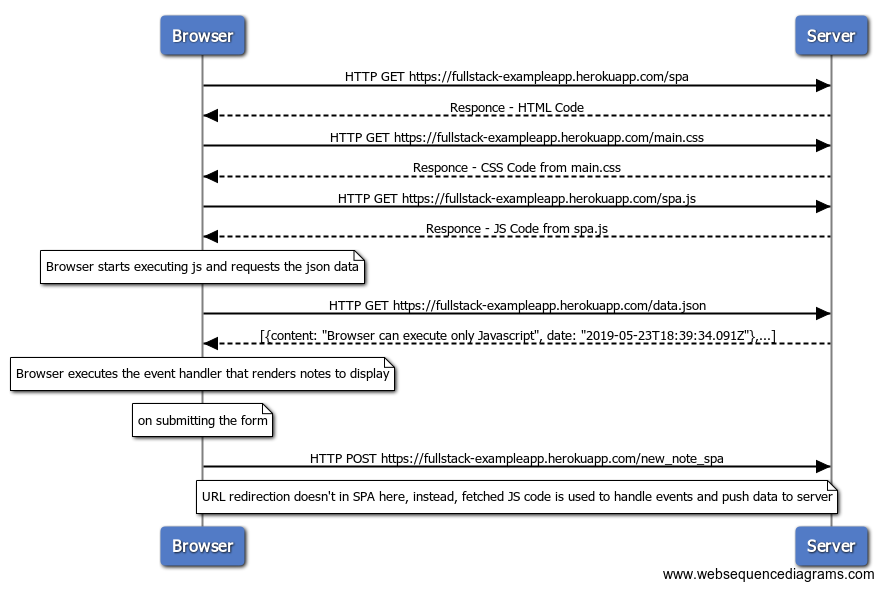 Browser
Server
HTTP GET https://fullstack-exampleapp.herokuapp.com/spa
Responce - HTML Code
HTTP GET https://fullstack-exampleapp.herokuapp.com/main.css
Responce - CSS Code from main.css
HTTP GET https://fullstack-exampleapp.herokuapp.com/spa.js
Responce - JS Code from spa.js
Browser starts executing js and requests the json data
HTTP GET https://fullstack-exampleapp.herokuapp.com/data.json
[{content: "Browser can execute only Javascript", date: "2019-05-23T18:39:34.091Z"},...]
Browser executes the event handler that renders notes to display
on submitting the form
HTTP POST https://fullstack-exampleapp.herokuapp.com/new_note_spa
URL redirection doesn't in SPA here, instead, fetched JS code is used to handle events and push data to server
Browser
Server
www.websequencediagrams.com